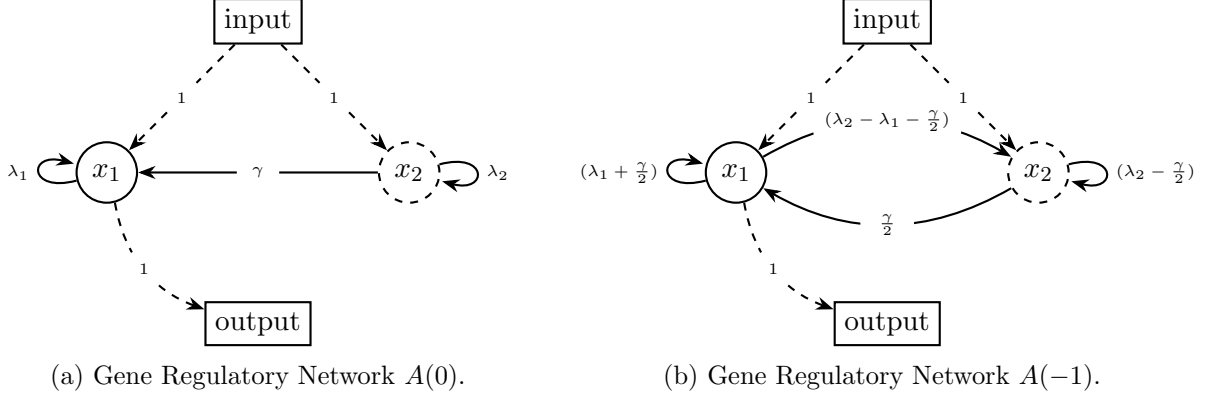 input
1
1
λ₁
x₁
γ
x₂
λ₂
1
output
(a) Gene Regulatory Network A(0).
input
1
1
(λ₂ − λ₁ − γ/2)
(λ₁ + γ/2)
x₁
x₂
(λ₂ − γ/2)
γ/2
1
output
(b) Gene Regulatory Network A(−1).